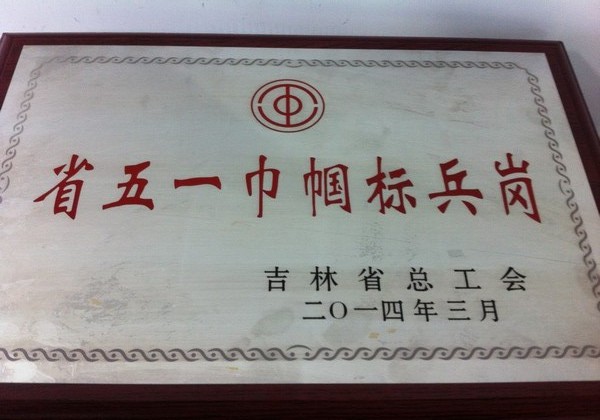 省五一巾帼标兵岗
吉林省总工会
二〇一四年三月